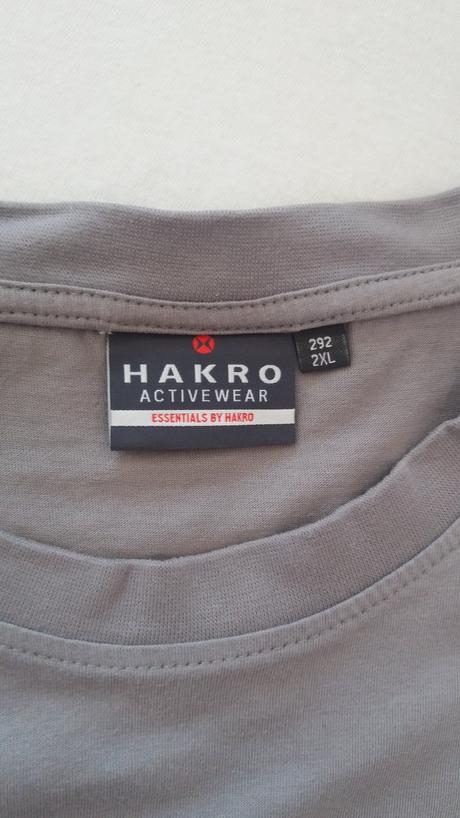 HAKRO
ACTIVEWEAR
ESSENTIALS BY HAKRO
292
2XL